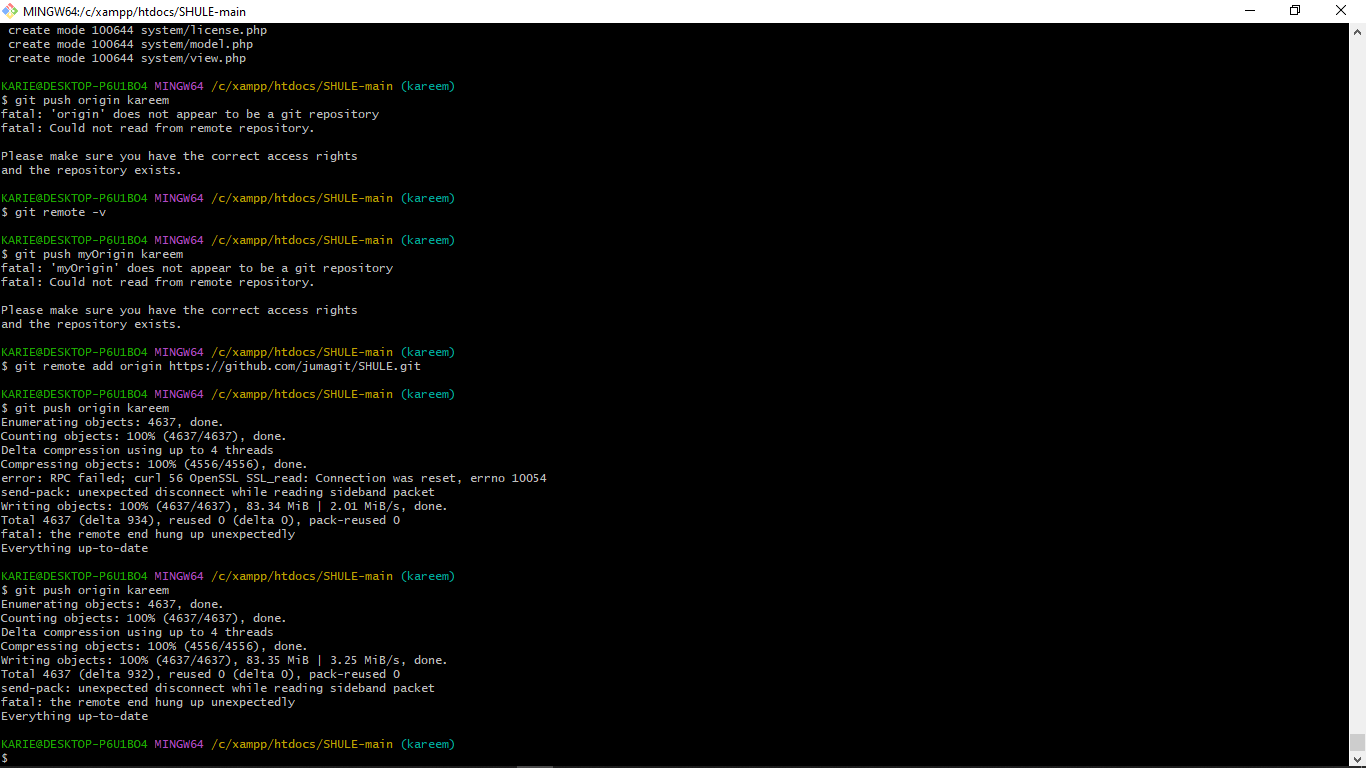 MINGW64:/c/xampp/htdocs/SHULE-main
create mode 100644 system/license.php
create mode 100644 system/model.php
create mode 100644 system/view.php
KARIE@DESKTOP-P6U1BO4 MINGW64 /c/xampp/htdocs/SHULE-main (kareem)
$ git push origin kareem
fatal: 'origin' does not appear to be a git repository
fatal: Could not read from remote repository.
Please make sure you have the correct access rights
and the repository exists.
KARIE@DESKTOP-P6U1BO4 MINGW64 /c/xampp/htdocs/SHULE-main (kareem)
$ git remote -v
KARIE@DESKTOP-P6U1BO4 MINGW64 /c/xampp/htdocs/SHULE-main (kareem)
$ git push myOrigin kareem
fatal: 'myOrigin' does not appear to be a git repository
fatal: Could not read from remote repository.
Please make sure you have the correct access rights
and the repository exists.
KARIE@DESKTOP-P6U1BO4 MINGW64 /c/xampp/htdocs/SHULE-main (kareem)
$ git remote add origin https://github.com/jumagit/SHULE.git
KARIE@DESKTOP-P6U1BO4 MINGW64 /c/xampp/htdocs/SHULE-main (kareem)
$ git push origin kareem
Enumerating objects: 4637, done.
Counting objects: 100% (4637/4637), done.
Delta compression using up to 4 threads
Compressing objects: 100% (4556/4556), done.
error: RPC failed; curl 56 OpenSSL SSL_read: Connection was reset, errno 10054
send-pack: unexpected disconnect while reading sideband packet
Writing objects: 100% (4637/4637), 83.34 MiB | 2.01 MiB/s, done.
Total 4637 (delta 934), reused 0 (delta 0), pack-reused 0
fatal: the remote end hung up unexpectedly
Everything up-to-date
KARIE@DESKTOP-P6U1BO4 MINGW64 /c/xampp/htdocs/SHULE-main (kareem)
$ git push origin kareem
Enumerating objects: 4637, done.
Counting objects: 100% (4637/4637), done.
Delta compression using up to 4 threads
Compressing objects: 100% (4556/4556), done.
Writing objects: 100% (4637/4637), 83.35 MiB | 3.25 MiB/s, done.
Total 4637 (delta 932), reused 0 (delta 0), pack-reused 0
send-pack: unexpected disconnect while reading sideband packet
fatal: the remote end hung up unexpectedly
Everything up-to-date
KARIE@DESKTOP-P6U1BO4 MINGW64 /c/xampp/htdocs/SHULE-main (kareem)
$